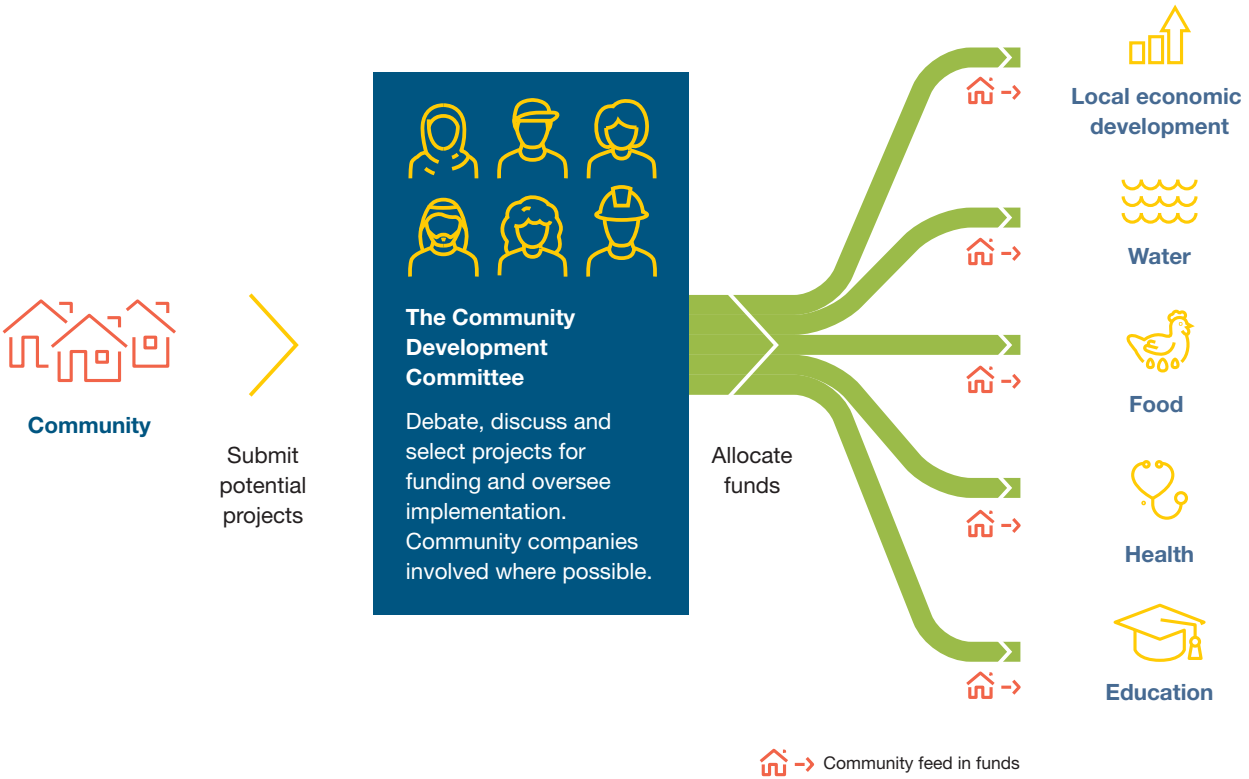 Community
Submit
potential
projects
The Community
Development
Committee
Debate, discuss and
select projects for
funding and oversee
implementation.
Community companies
involved where possible.
Allocate
funds
Local economic
development
Water
Food
Health
Education
Community feed in funds